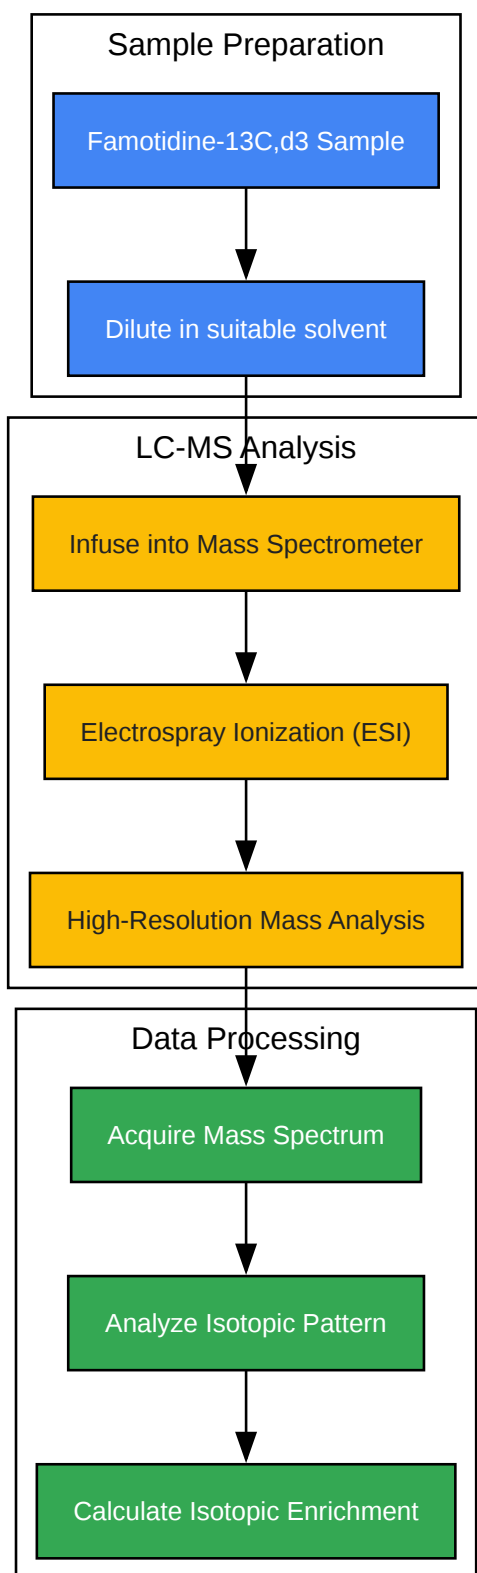 Sample Preparation
Famotidine-13C,d3 Sample
Dilute in suitable solvent
LC-MS Analysis
Infuse into Mass Spectrometer
Electrospray Ionization (ESI)
High-Resolution Mass Analysis
Data Processing
Acquire Mass Spectrum
Analyze Isotopic Pattern
Calculate Isotopic Enrichment